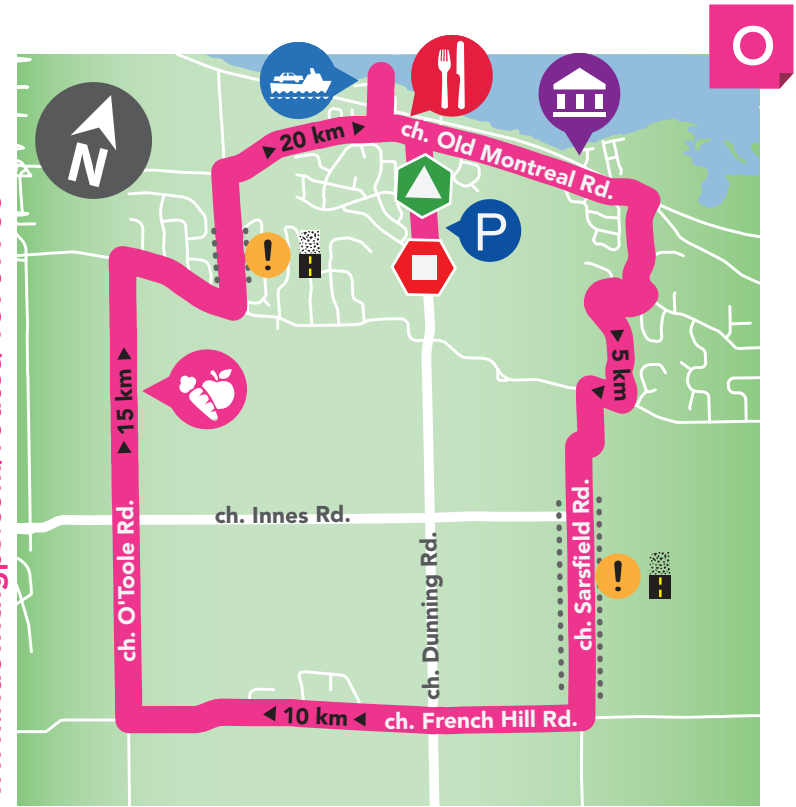 O
N
20 km
ch. Old Montreal Rd.
P
!
5 km
15 km
ch. Innes Rd.
ch. O'Toole Rd.
ch. Dunning Rd.
ch. Sarsfield Rd.
!
10 km
ch. French Hill Rd.